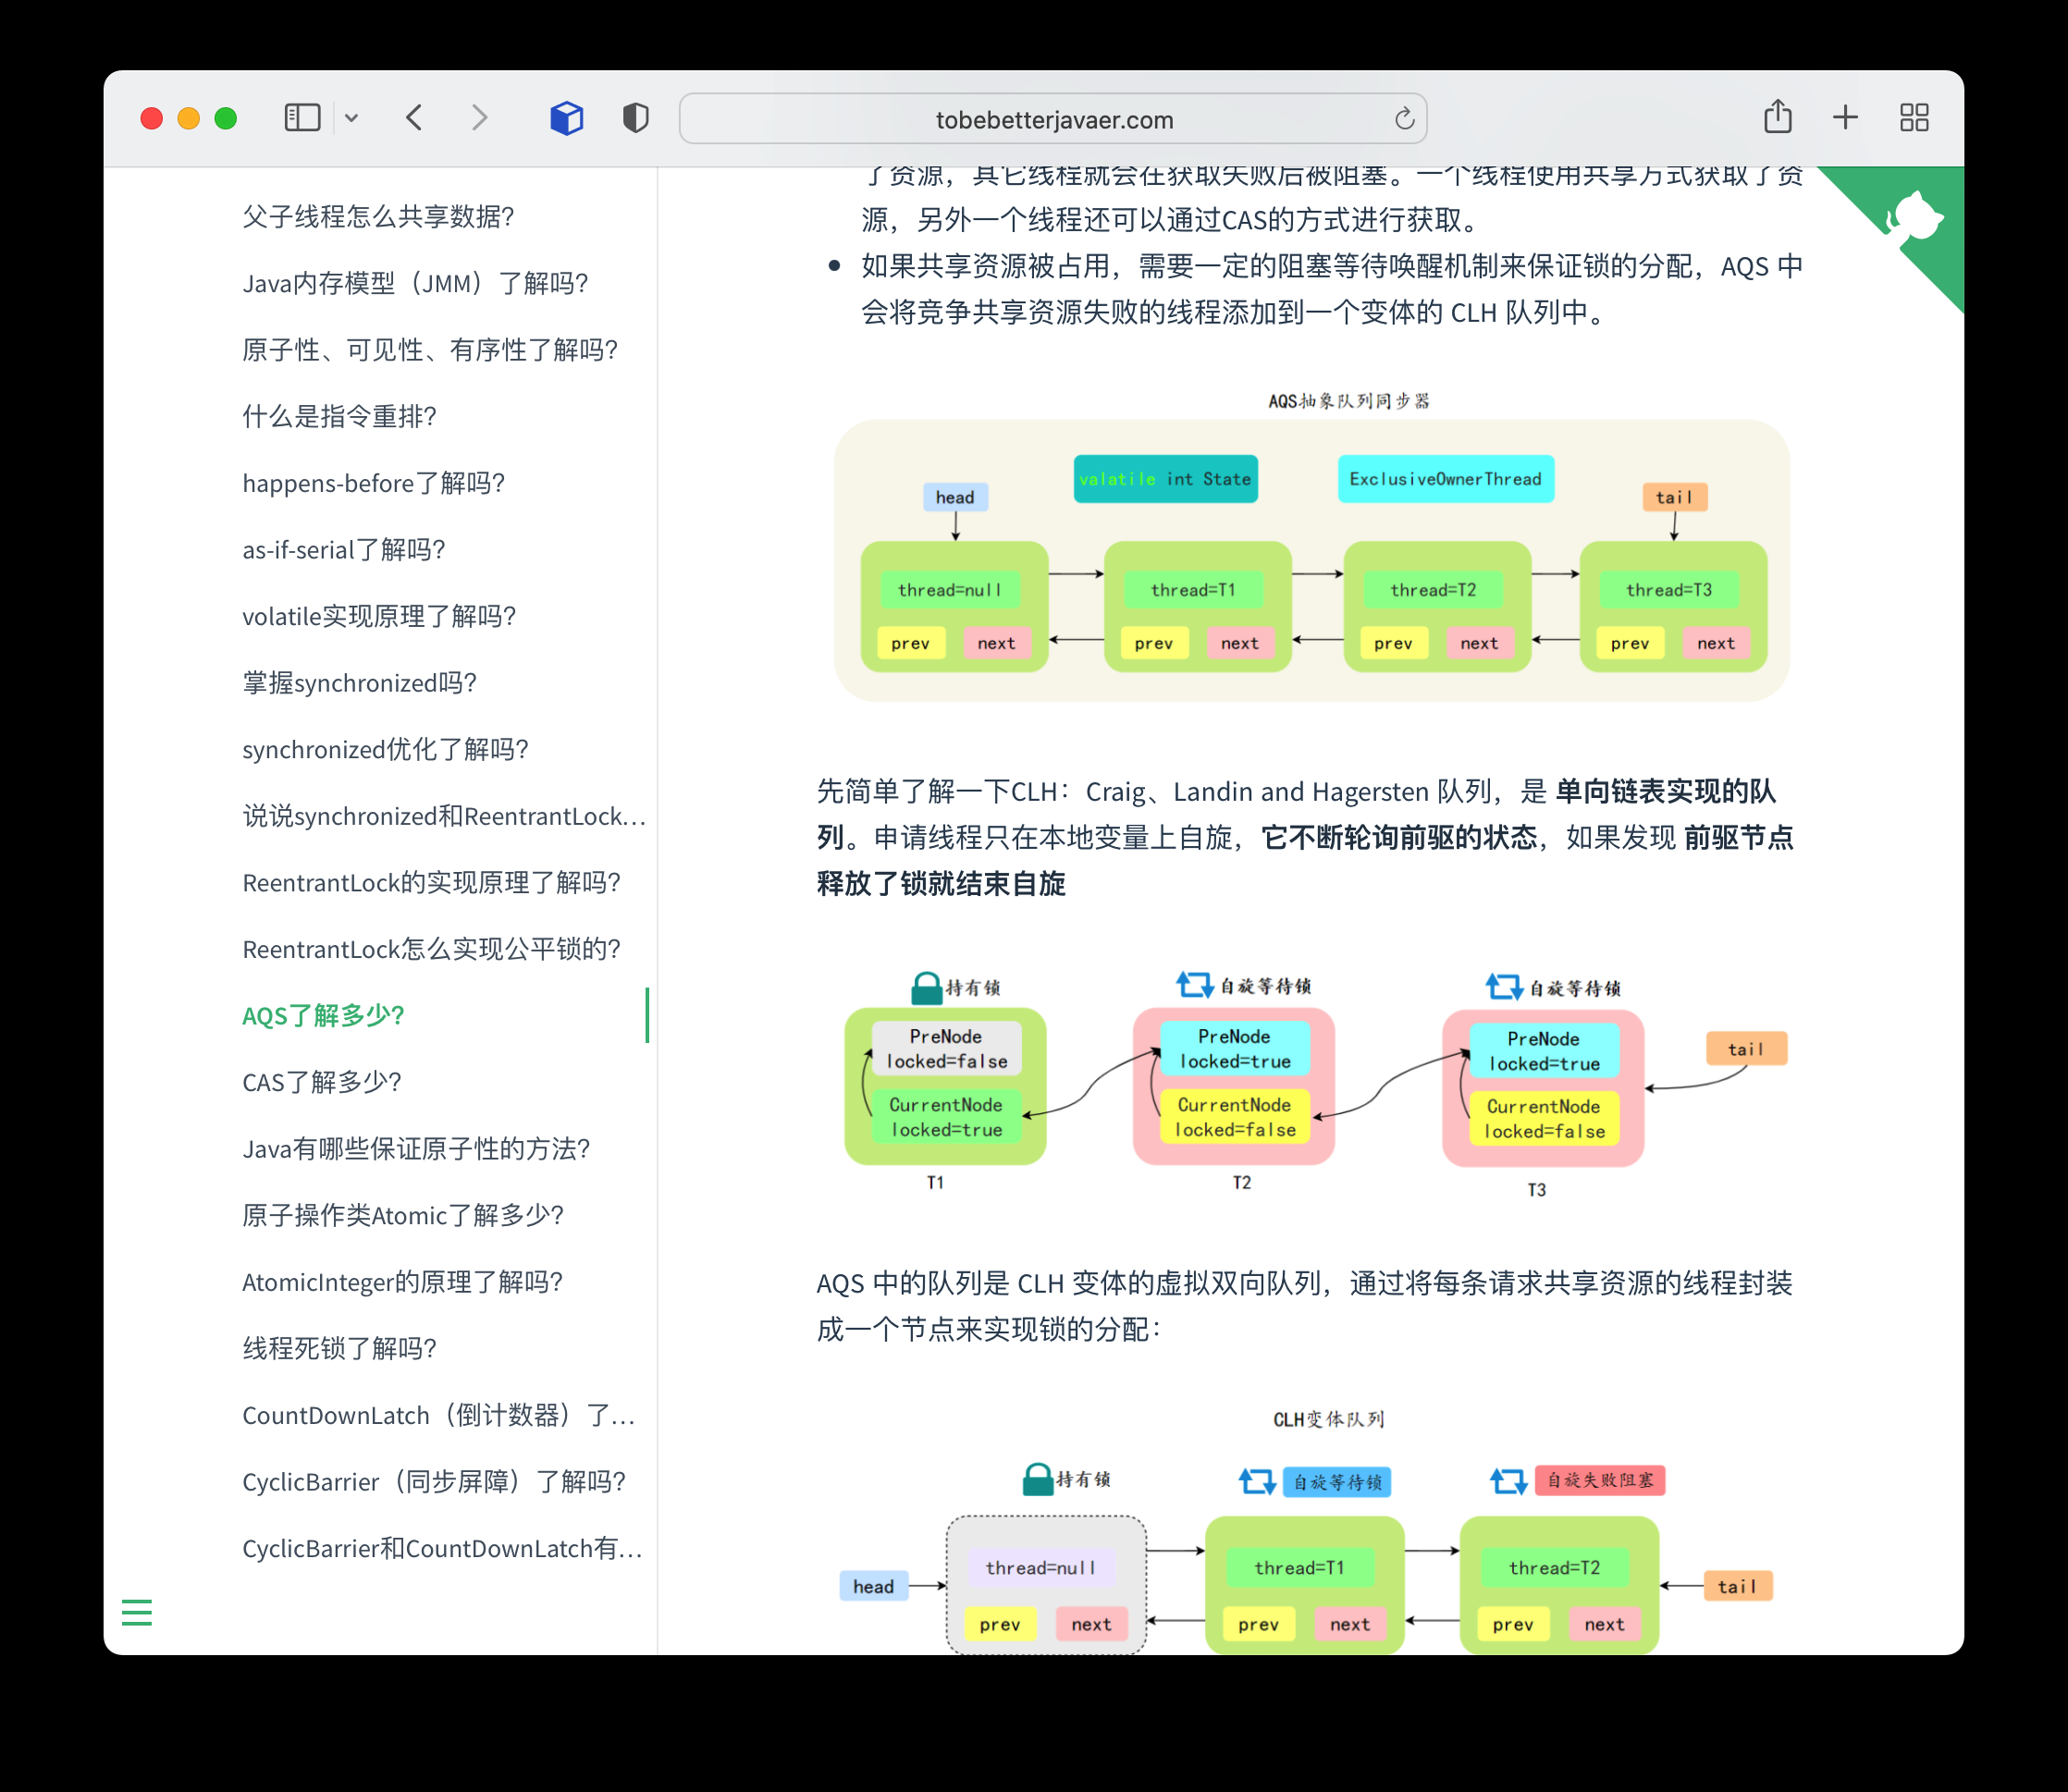 tobebetterjavaer.com
父子线程怎么共享数据?
Java内存模型（JMM）了解吗?
原子性、可见性、有序性了解吗?
什么是指令重排?
happens-before了解吗?
as-if-serial了解吗?
volatile实现原理了解吗?
掌握synchronized吗?
synchronized优化了解吗?
说说synchronized和ReentrantLock...
ReentrantLock的实现原理了解吗?
ReentrantLock怎么实现公平锁的?
AQS了解多少?
CAS了解多少?
Java有哪些保证原子性的方法?
原子操作类Atomic了解多少?
AtomicInteger的原理了解吗?
线程死锁了解吗?
CountDownLatch（倒计数器）了...
CyclicBarrier（同步屏障）了解吗?
CyclicBarrier和CountDownLatch有...
了资源，其它线程就会在获取失败后被阻塞。一个线程使用共享方式获取了资
源，另外一个线程还可以通过CAS的方式进行获取。
如果共享资源被占用，需要一定的阻塞等待唤醒机制来保证锁的分配，AQS 中
会将竞争共享资源失败的线程添加到一个变体的 CLH 队列中。
AQS抽象队列同步器
head valatile int State ExclusiveOwnerThread tail
thread=null thread=T1 thread=T2 thread=T3
prev next prev next prev next prev next
先简单了解一下CLH：Craig、Landin and Hagersten 队列，是 单向链表实现的队
列。申请线程只在本地变量上自旋，它不断轮询前驱的状态，如果发现 前驱节点
释放了锁就结束自旋
持有锁 自旋等待锁 自旋等待锁
PreNode PreNode PreNode
locked=false locked=true locked=true tail
CurrentNode CurrentNode CurrentNode
locked=true locked=false locked=false
T1 T2 T3
AQS 中的队列是 CLH 变体的虚拟双向队列，通过将每条请求共享资源的线程封装
成一个节点来实现锁的分配：
CLH变体队列
持有锁 自旋等待锁 自旋失败阻塞
thread=null thread=T1 thread=T2
head tail
prev next prev next prev next